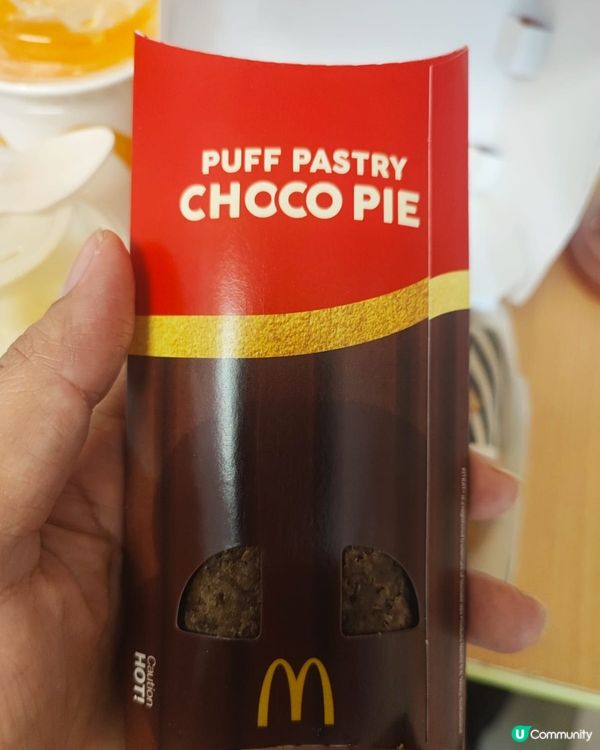 PUFF PASTRY
CHOCO PIE
Caution
HOT!
U Community